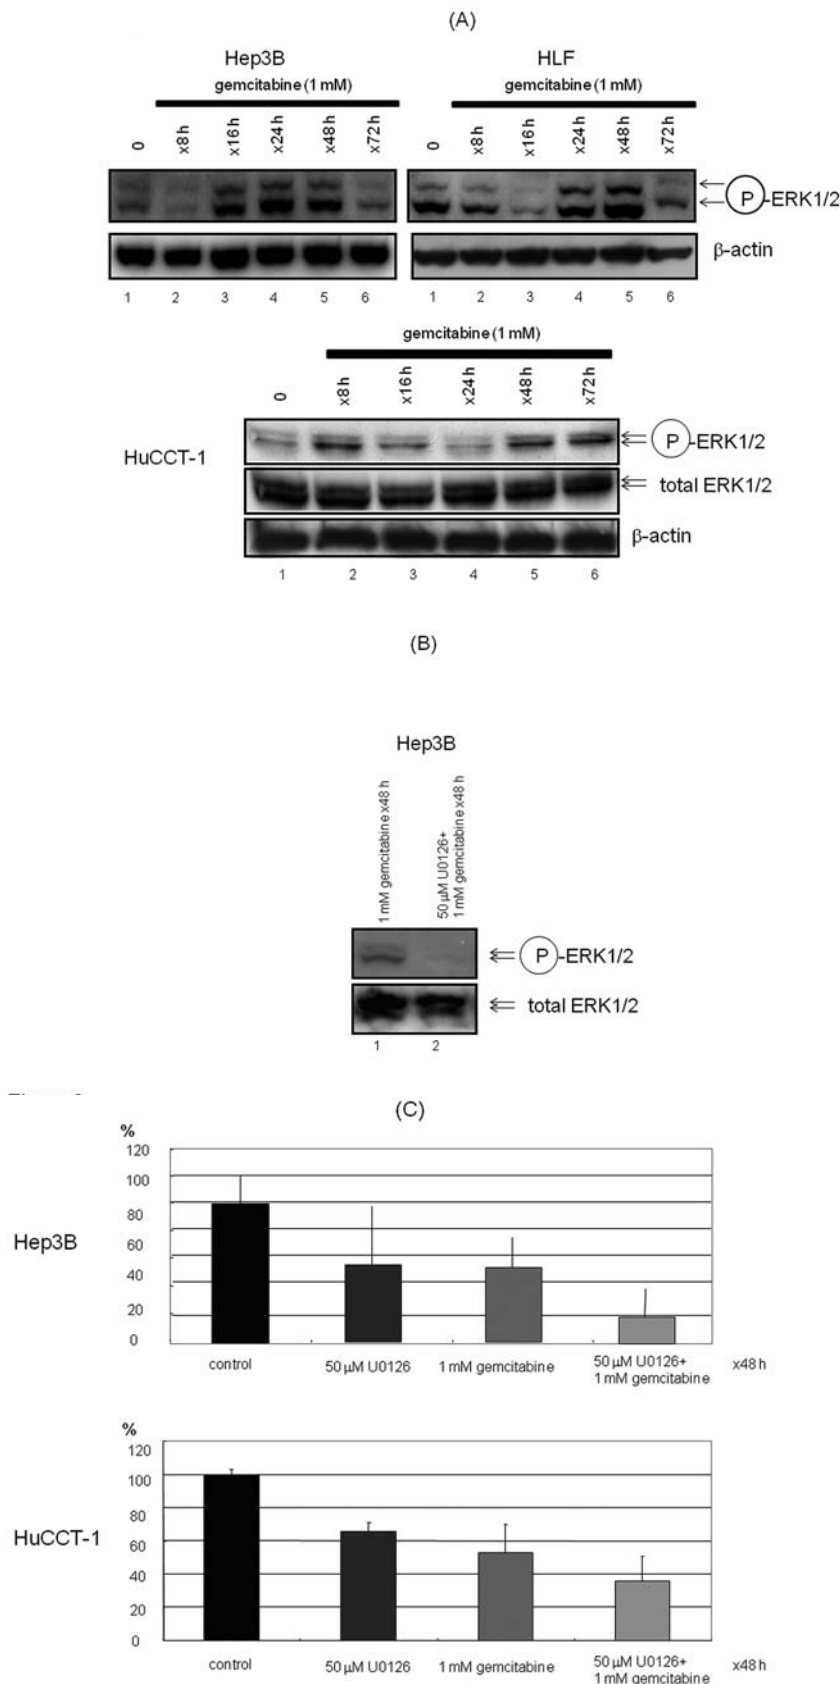 (A)
Hep3B HLF
gemcitabine (1 mM) gemcitabine (1 mM)
0 x8h x16h x24h x48h x72h 0 x8h x16h x24h x48h x72h
P-ERK1/2
β-actin
1 2 3 4 5 6 1 2 3 4 5 6
gemcitabine (1 mM)
0 x8h x16h x24h x48h x72h
P-ERK1/2
HuCCT-1
total ERK1/2
β-actin
1 2 3 4 5 6
(B)
Hep3B
1 mM gemcitabine x48 h
50 µM U0126+
1 mM gemcitabine x48 h
P-ERK1/2
total ERK1/2
1 2
(C)
%
120
100
80
60
40
20
0
Hep3B
control 50 µM U0126 1 mM gemcitabine 50 µM U0126+ x48 h
1 mM gemcitabine
%
120
100
80
60
40
20
0
HuCCT-1
control 50 µM U0126 1 mM gemcitabine 50 µM U0126+ x48 h
1 mM gemcitabine